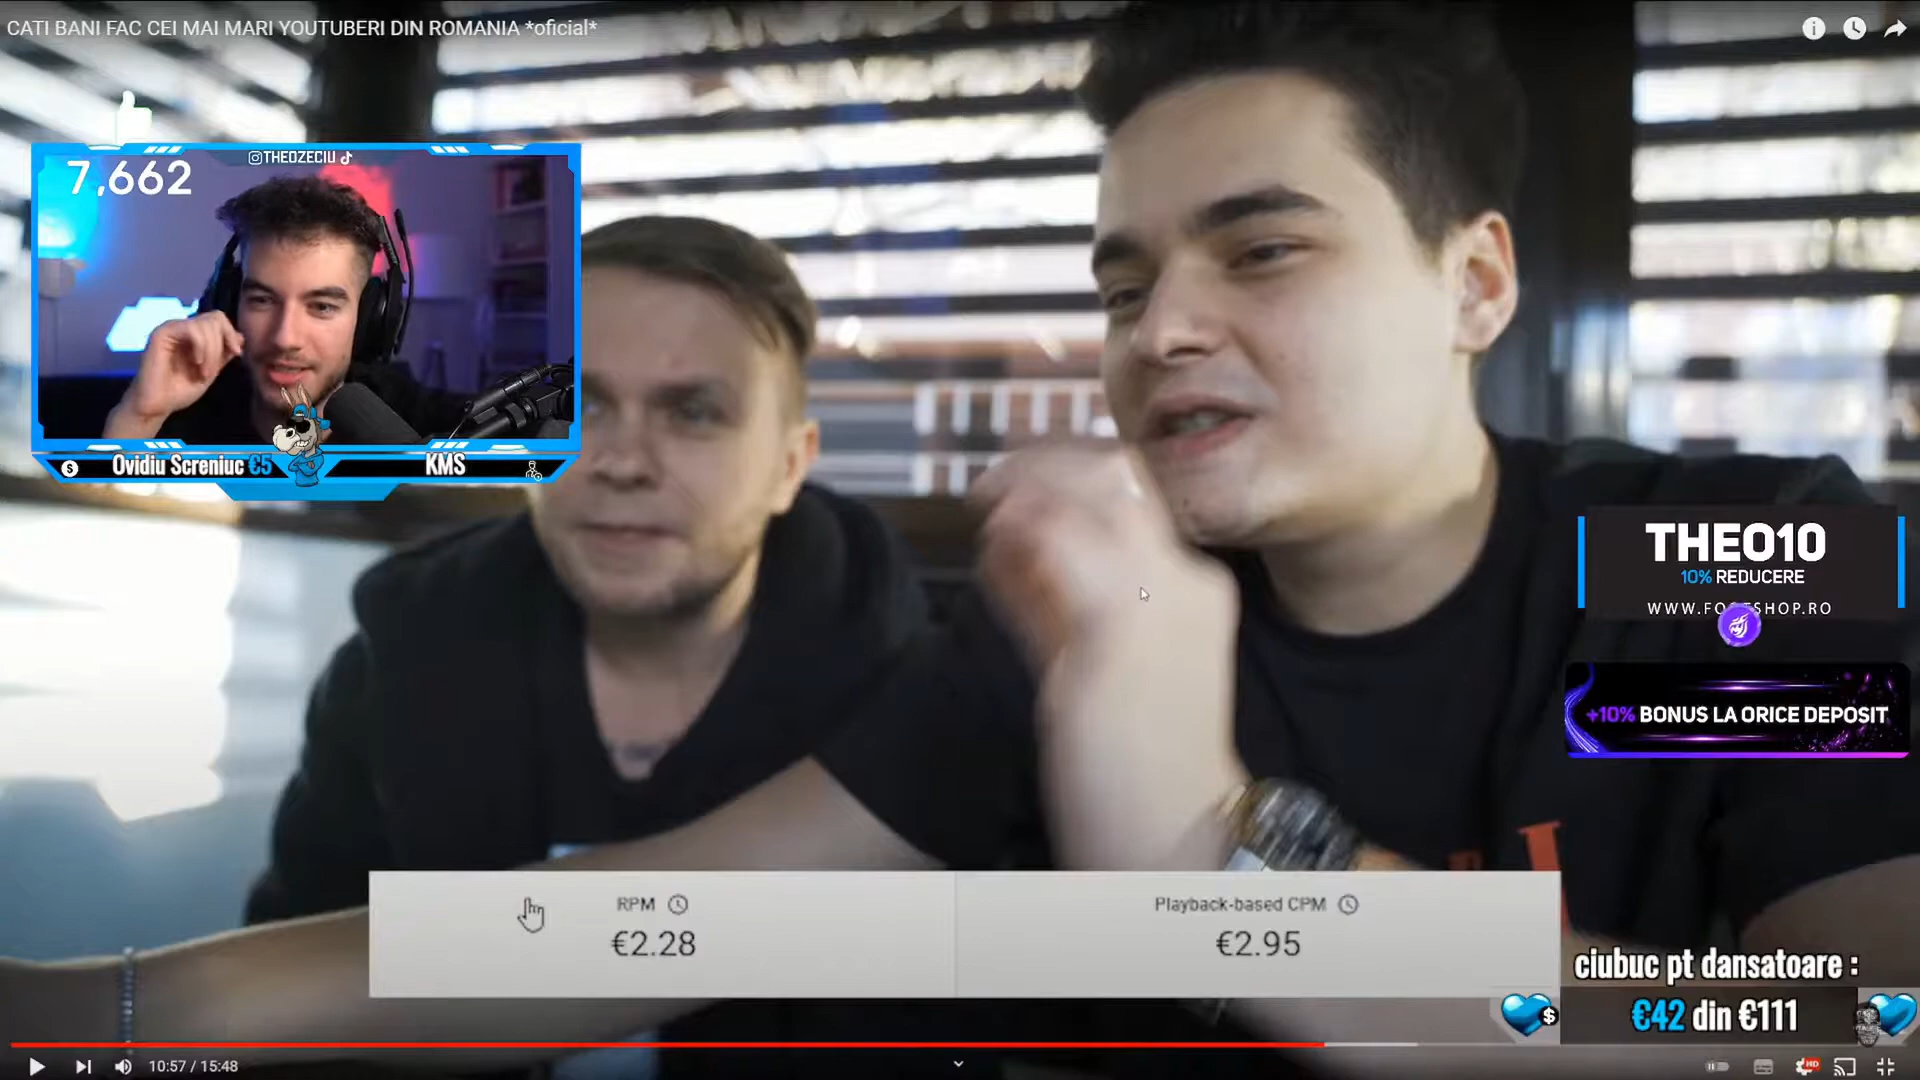 CATI BANI FAC CEI MAI MARI YOUTUBERI DIN ROMANIA *oficial*
7,662
THEOZECIU
Ovidiu Screniuc €5
KMS
THEO10
10% REDUCERE
+10% BONUS LA ORICE DEPOSIT
RPM
€2.28
Playback-based CPM
€2.95
ciubuc pt dansatoare :
€42 din €111
10:57 / 15:48
HD